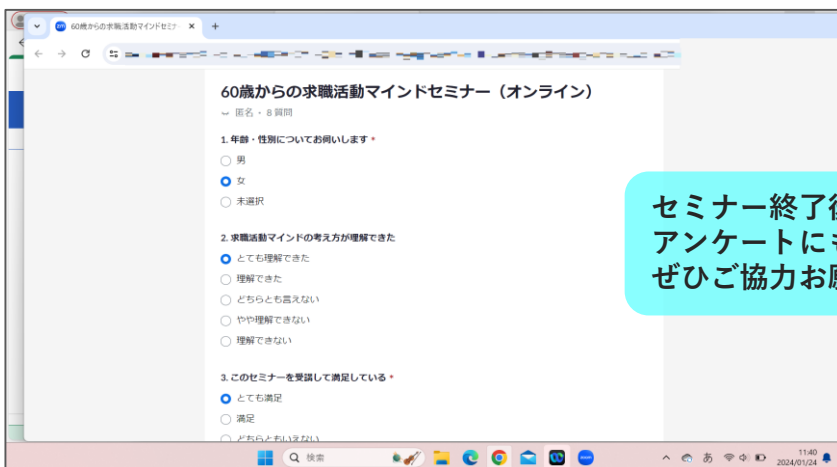 60歳からの求職活動マインドセミナー
60歳からの求職活動マインドセミナー（オンライン）
匿名・8 質問
1. 年齢・性別についてお伺いします *
男
女
未選択
2. 求職活動マインドの考え方が理解できた
とても理解できた
理解できた
どちらとも言えない
やや理解できない
理解できない
3. このセミナーを受講して満足している *
とても満足
満足
どちらともいえない
セミナー終了後
アンケートにも
ぜひご協力お願
検索
あ
11:40
2024/01/24